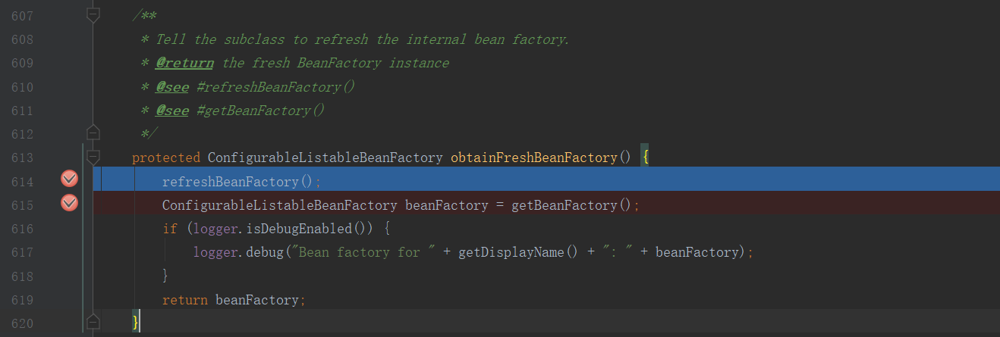 607 /**
608 * Tell the subclass to refresh the internal bean factory.
609 * @return the fresh BeanFactory instance
610 * @see #refreshBeanFactory()
611 * @see #getBeanFactory()
612 */
613 protected ConfigurableListableBeanFactory obtainFreshBeanFactory() {
614 refreshBeanFactory();
615 ConfigurableListableBeanFactory beanFactory = getBeanFactory();
616 if (logger.isDebugEnabled()) {
617 logger.debug("Bean factory for " + getDisplayName() + ": " + beanFactory);
618 }
619 return beanFactory;
620 }